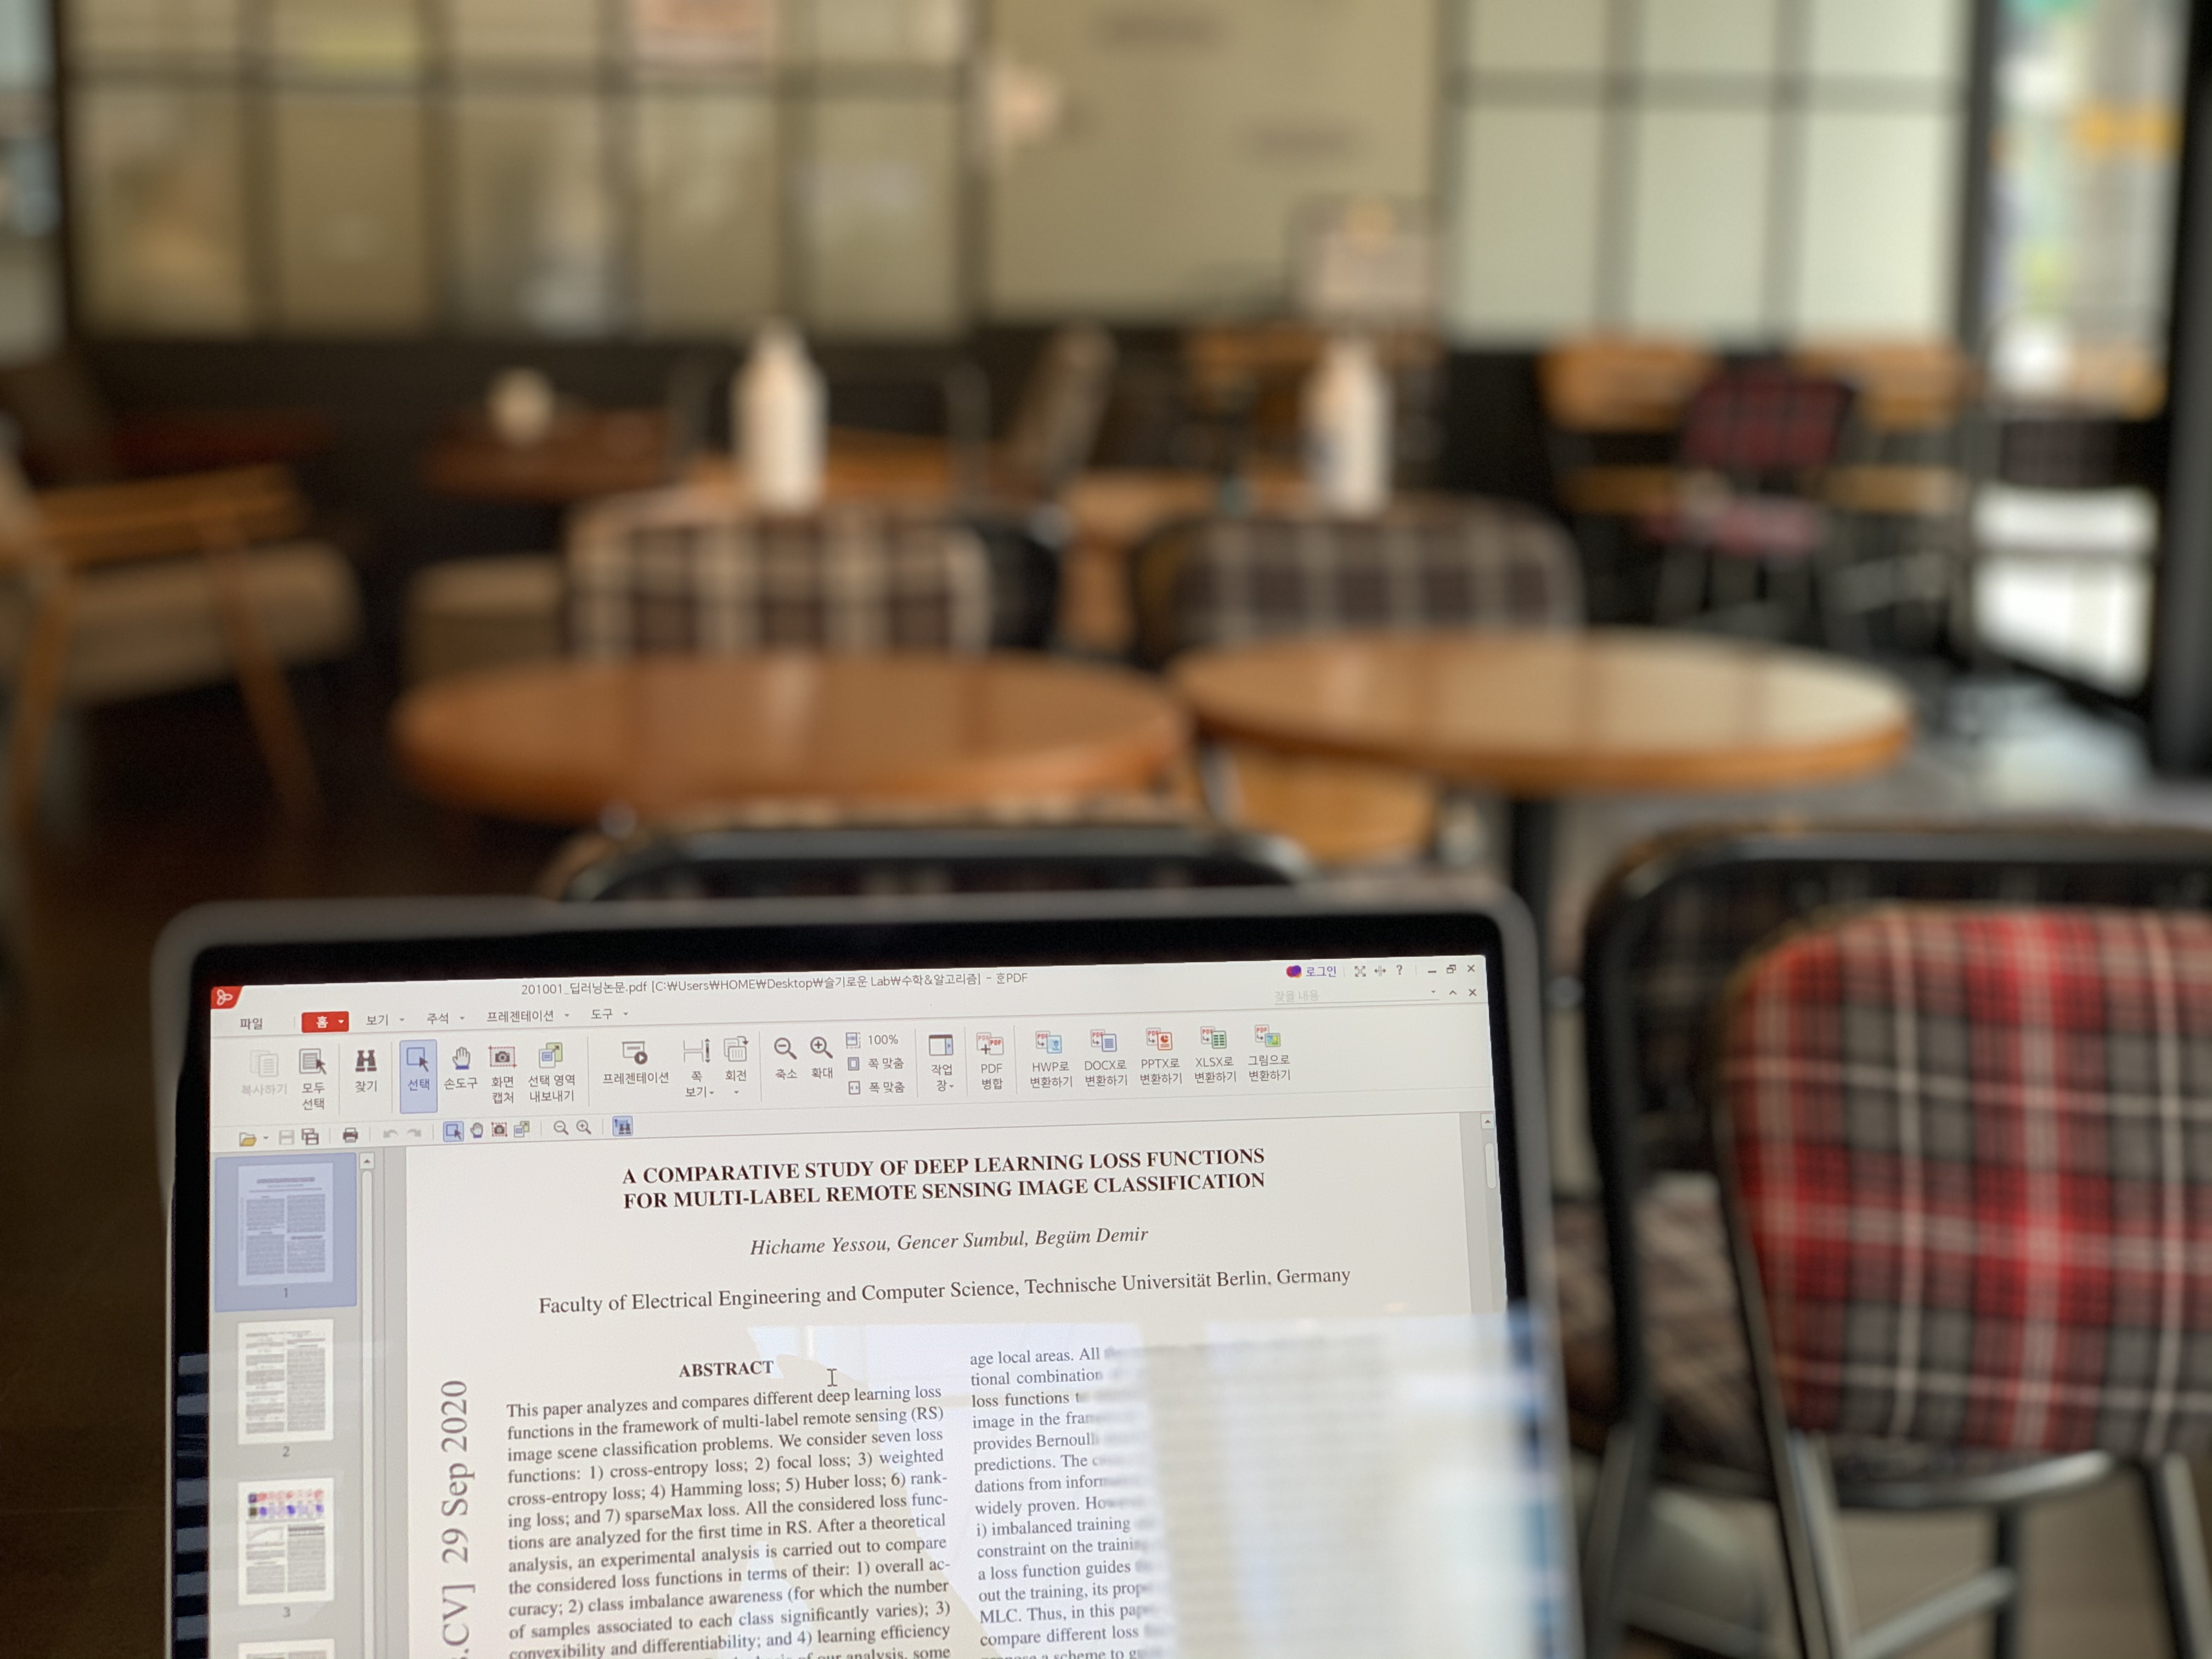 201001_딥러닝논문.pdf [C:₩Users₩HOME₩Desktop₩슬기로운 Lab₩수학&알고리즘] - 한PDF
로그인
?
찾을 내용
파일
홈
보기
주석
프레젠테이션
도구
복사하기
모두
선택
찾기
선택
손도구
화면
캡처
선택 영역
내보내기
프레젠테이션
쪽
보기
회전
축소
확대
100%
쪽 맞춤
폭 맞춤
작업
창
PDF
병합
HWP로
변환하기
DOCX로
변환하기
PPTX로
변환하기
XLSX로
변환하기
그림으로
변환하기
1
2
3
A COMPARATIVE STUDY OF DEEP LEARNING LOSS FUNCTIONS
FOR MULTI-LABEL REMOTE SENSING IMAGE CLASSIFICATION
Hichame Yessou, Gencer Sumbul, Begüm Demir
Faculty of Electrical Engineering and Computer Science, Technische Universität Berlin, Germany
.CV] 29 Sep 2020
ABSTRACT
This paper analyzes and compares different deep learning loss
functions in the framework of multi-label remote sensing (RS)
image scene classification problems. We consider seven loss
functions: 1) cross-entropy loss; 2) focal loss; 3) weighted
cross-entropy loss; 4) Hamming loss; 5) Huber loss; 6) rank-
ing loss; and 7) sparseMax loss. All the considered loss func-
tions are analyzed for the first time in RS. After a theoretical
analysis, an experimental analysis is carried out to compare
the considered loss functions in terms of their: 1) overall ac-
curacy; 2) class imbalance awareness (for which the number
of samples associated to each class significantly varies); 3)
convexibility and differentiability; and 4) learning efficiency
of our analysis, some
age local areas. All
tional combination
loss functions
image in the
provides
predictions. The
dations from
widely proven.
i) imbalanced training
constraint on the
a loss function guides
out the training, its
MLC. Thus, in this
compare different loss
a scheme to